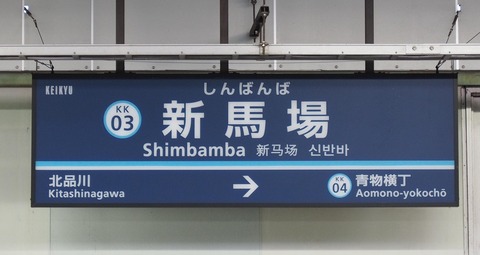 KEIKYU
しんばんば
KK
03
新馬場
Shimbamba 新马场 신반바
北品川
Kitashinagawa
→
KK
04
青物横丁
Aomono-yokochō